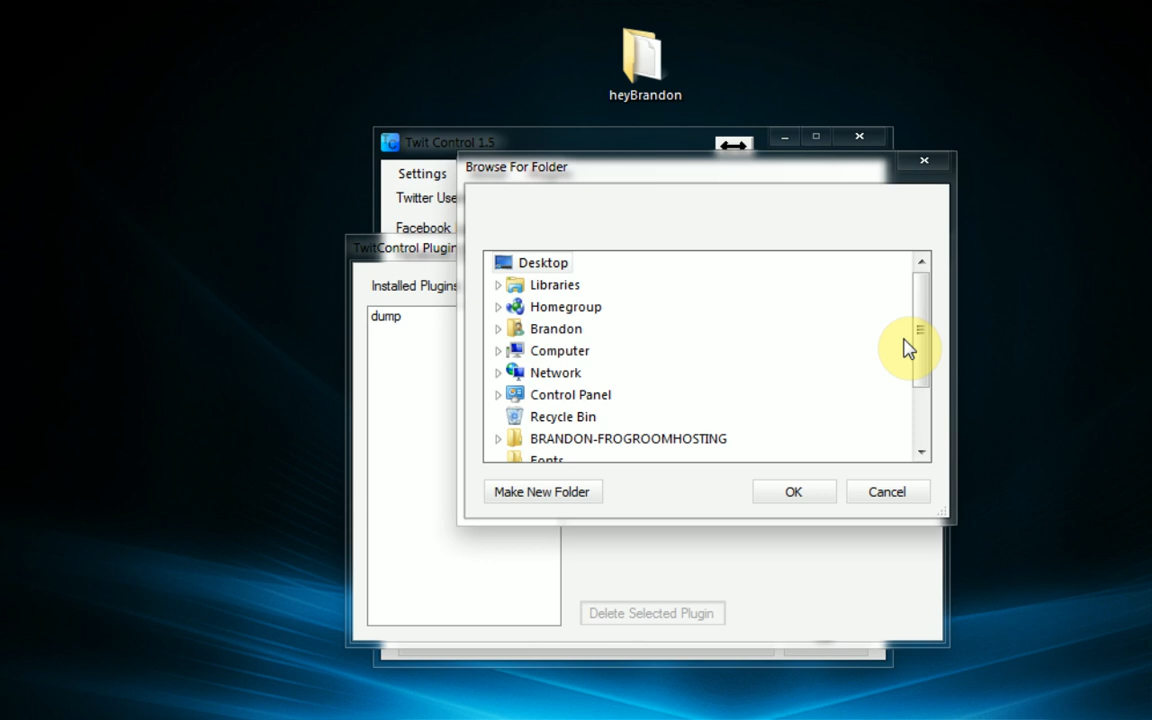 heyBrandon
Twit Control 1.5
Browse For Folder
Settings
Twitter Use
Facebook
TwitControl Plugin
Installed Plugins
dump
Desktop
Libraries
Homegroup
Brandon
Computer
Network
Control Panel
Recycle Bin
BRANDON-FROGROOMHOSTING
Fonts
Make New Folder
OK
Cancel
Delete Selected Plugin